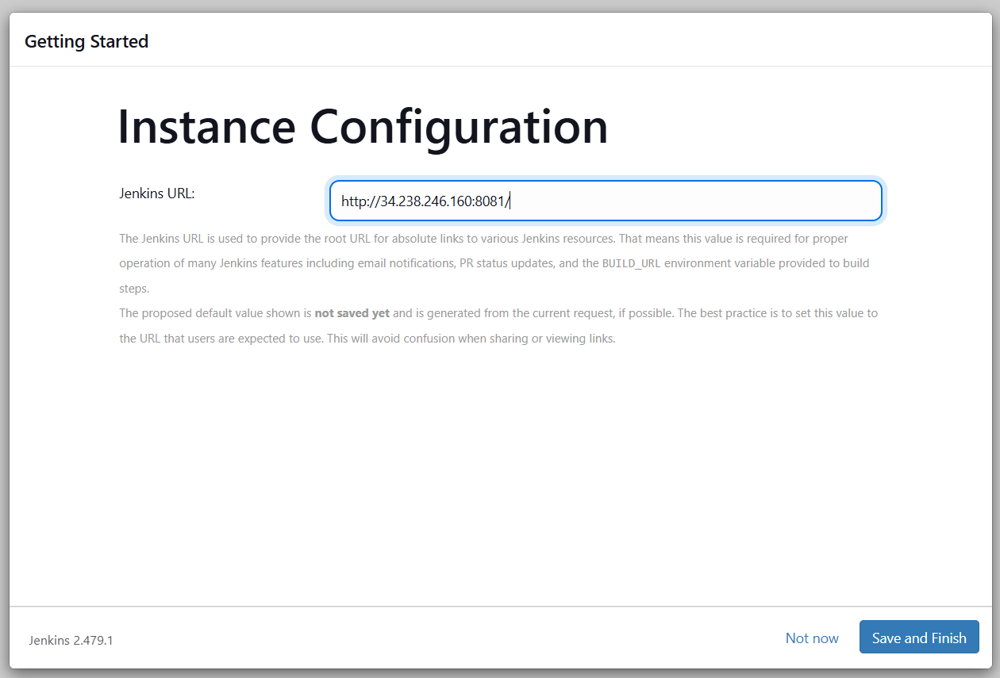 Getting Started
Instance Configuration
Jenkins URL:
http://34.238.246.160:8081/
The Jenkins URL is used to provide the root URL for absolute links to various Jenkins resources. That means this value is required for proper
operation of many Jenkins features including email notifications, PR status updates, and the BUILD_URL environment variable provided to build
steps.
The proposed default value shown is not saved yet and is generated from the current request, if possible. The best practice is to set this value to
the URL that users are expected to use. This will avoid confusion when sharing or viewing links.
Jenkins 2.479.1
Not now
Save and Finish